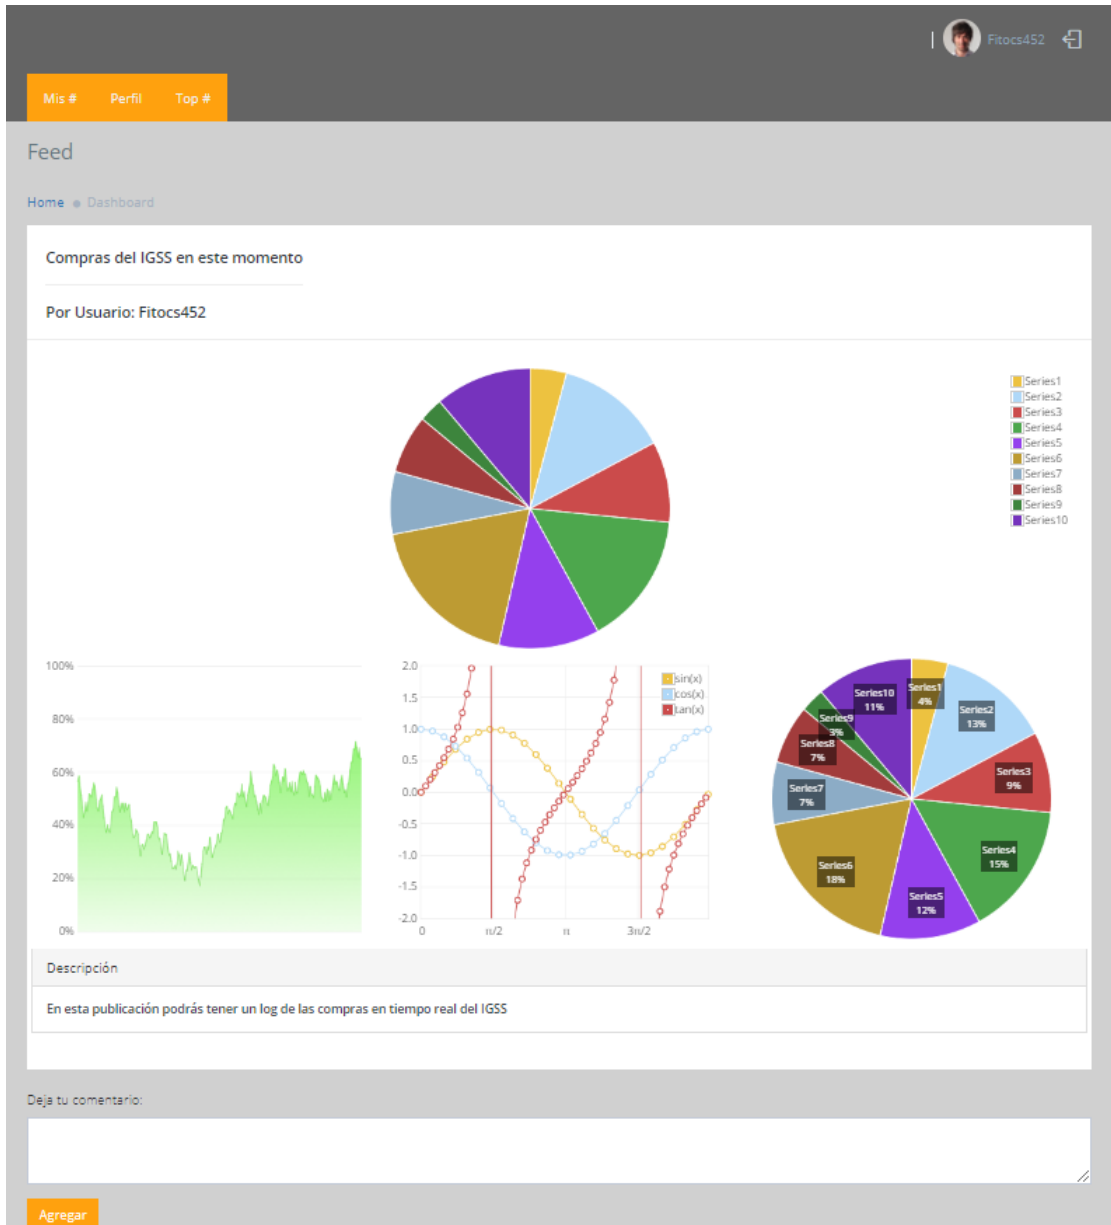 | Fitocs452
Mis # Perfil Top #
Feed
Home Dashboard
Compras del IGSS en este momento
Por Usuario: Fitocs452
Series1
Series2
Series3
Series4
Series5
Series6
Series7
Series8
Series9
Series10
100%
80%
60%
40%
20%
0%
2.0
1.5
1.0
0.5
0.0
-0.5
-1.0
-1.5
-2.0
0 π/2 π 3π/2
sin(x)
cos(x)
tan(x)
Series1
4%
Series2
13%
Series3
9%
Series4
15%
Series5
12%
Series6
18%
Series7
7%
Series8
7%
Series9
3%
Series10
11%
Descripción
En esta publicación podrás tener un log de las compras en tiempo real del IGSS
Deja tu comentario:
Agregar